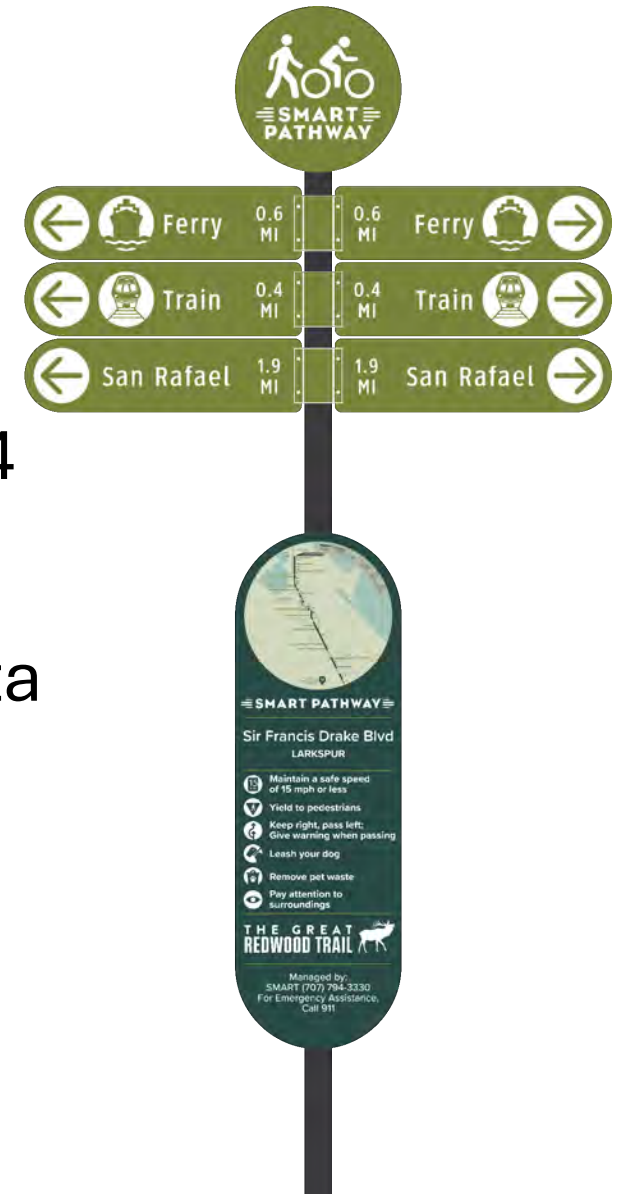 SMART
PATHWAY
Ferry 0.6 MI
0.6 MI Ferry
Train 0.4 MI
0.4 MI Train
San Rafael 1.9 MI
1.9 MI San Rafael
4
ta
SMART PATHWAY
Sir Francis Drake Blvd
LARKSPUR
Maintain a safe speed
of 15 mph or less
Yield to pedestrians
Keep right, pass left;
Give warning when passing
Leash your dog
Remove pet waste
Pay attention to
surroundings
THE GREAT
REDWOOD TRAIL
Managed by:
SMART (707) 794-3330
For Emergency Assistance,
Call 911